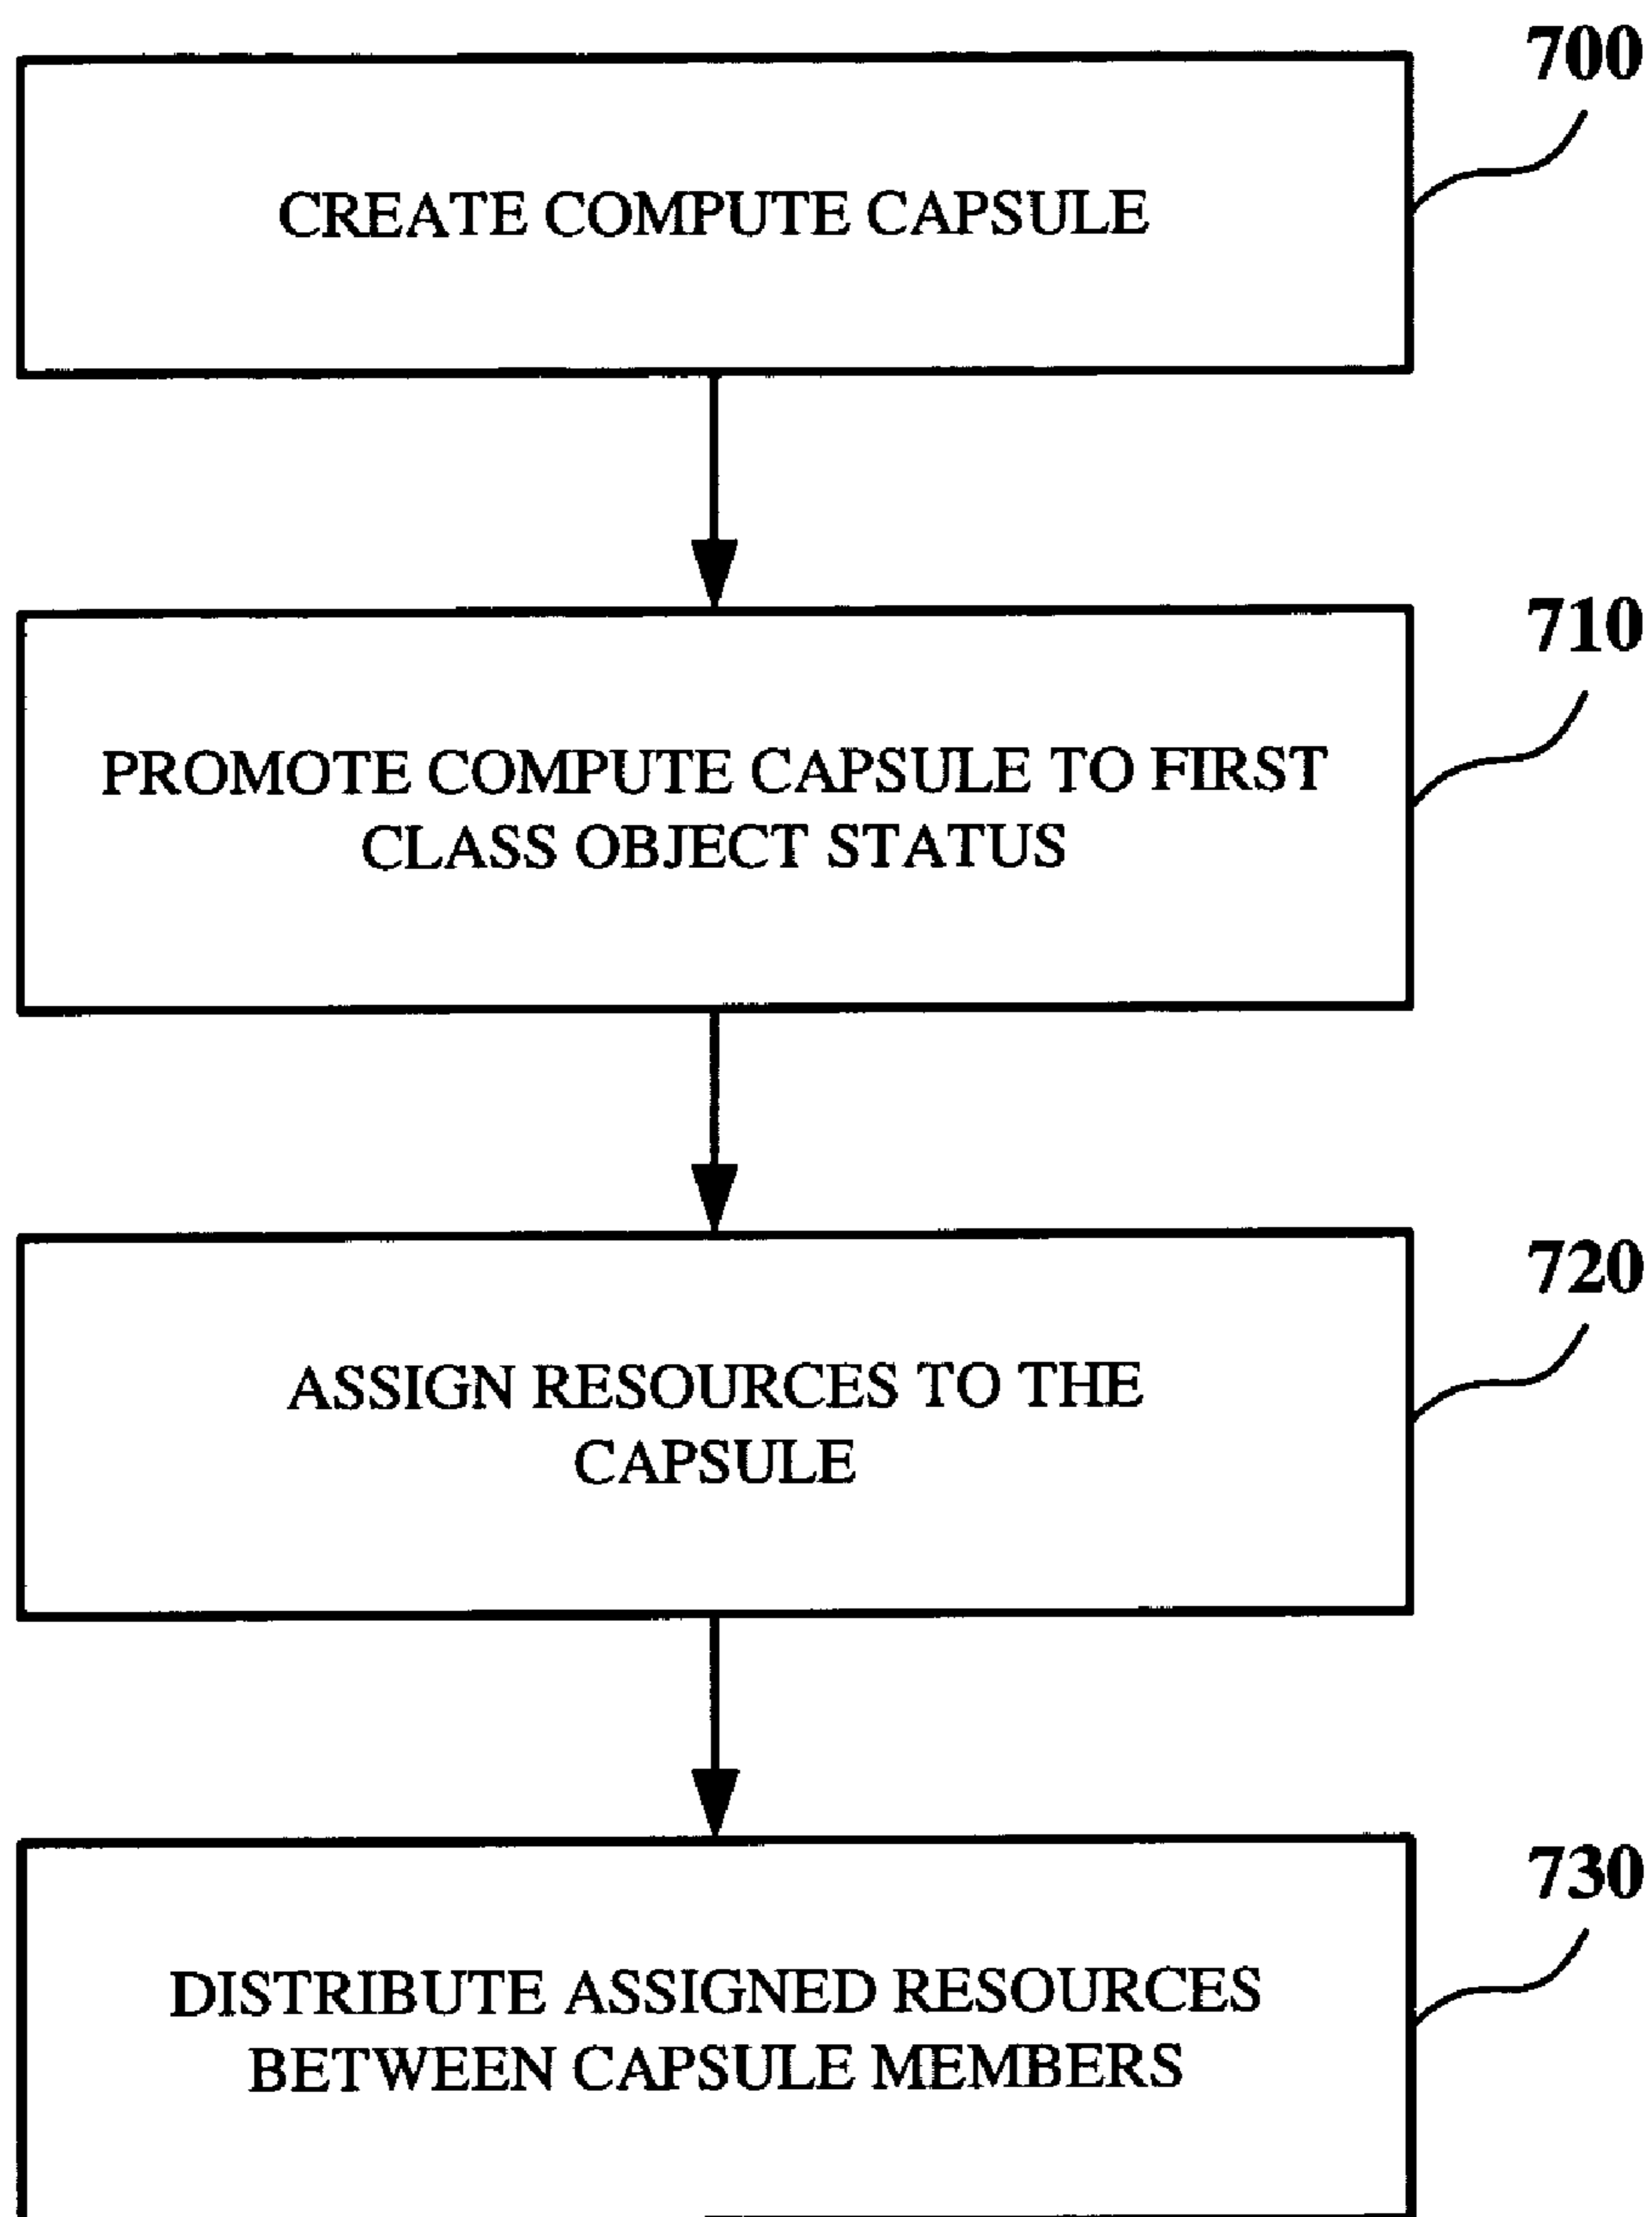 700
CREATE COMPUTE CAPSULE
710
PROMOTE COMPUTE CAPSULE TO FIRST
CLASS OBJECT STATUS
720
ASSIGN RESOURCES TO THE
CAPSULE
730
DISTRIBUTE ASSIGNED RESOURCES
BETWEEN CAPSULE MEMBERS